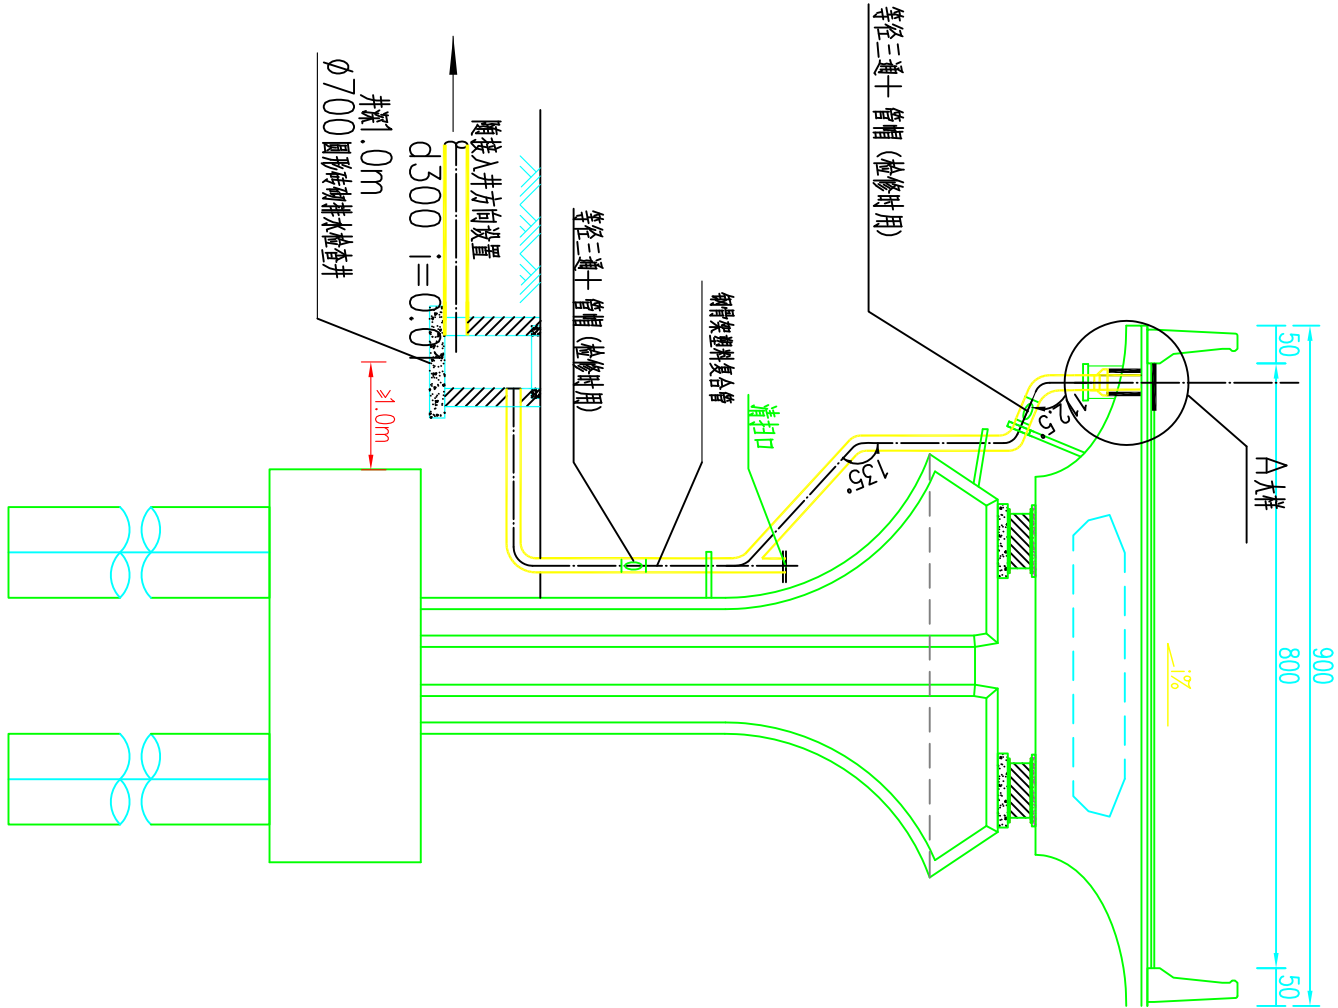 等径三通十 管帽 (检修时用)
A大样
112.5°
135°
50
800
50
900
1%
清扫口
钢骨架塑料复合管
等径三通十 管帽 (检修时用)
随接入井方向设置
d300 i=0.01
井深1.0m
Φ700圆形砖砌排水检查井
≥1.0m